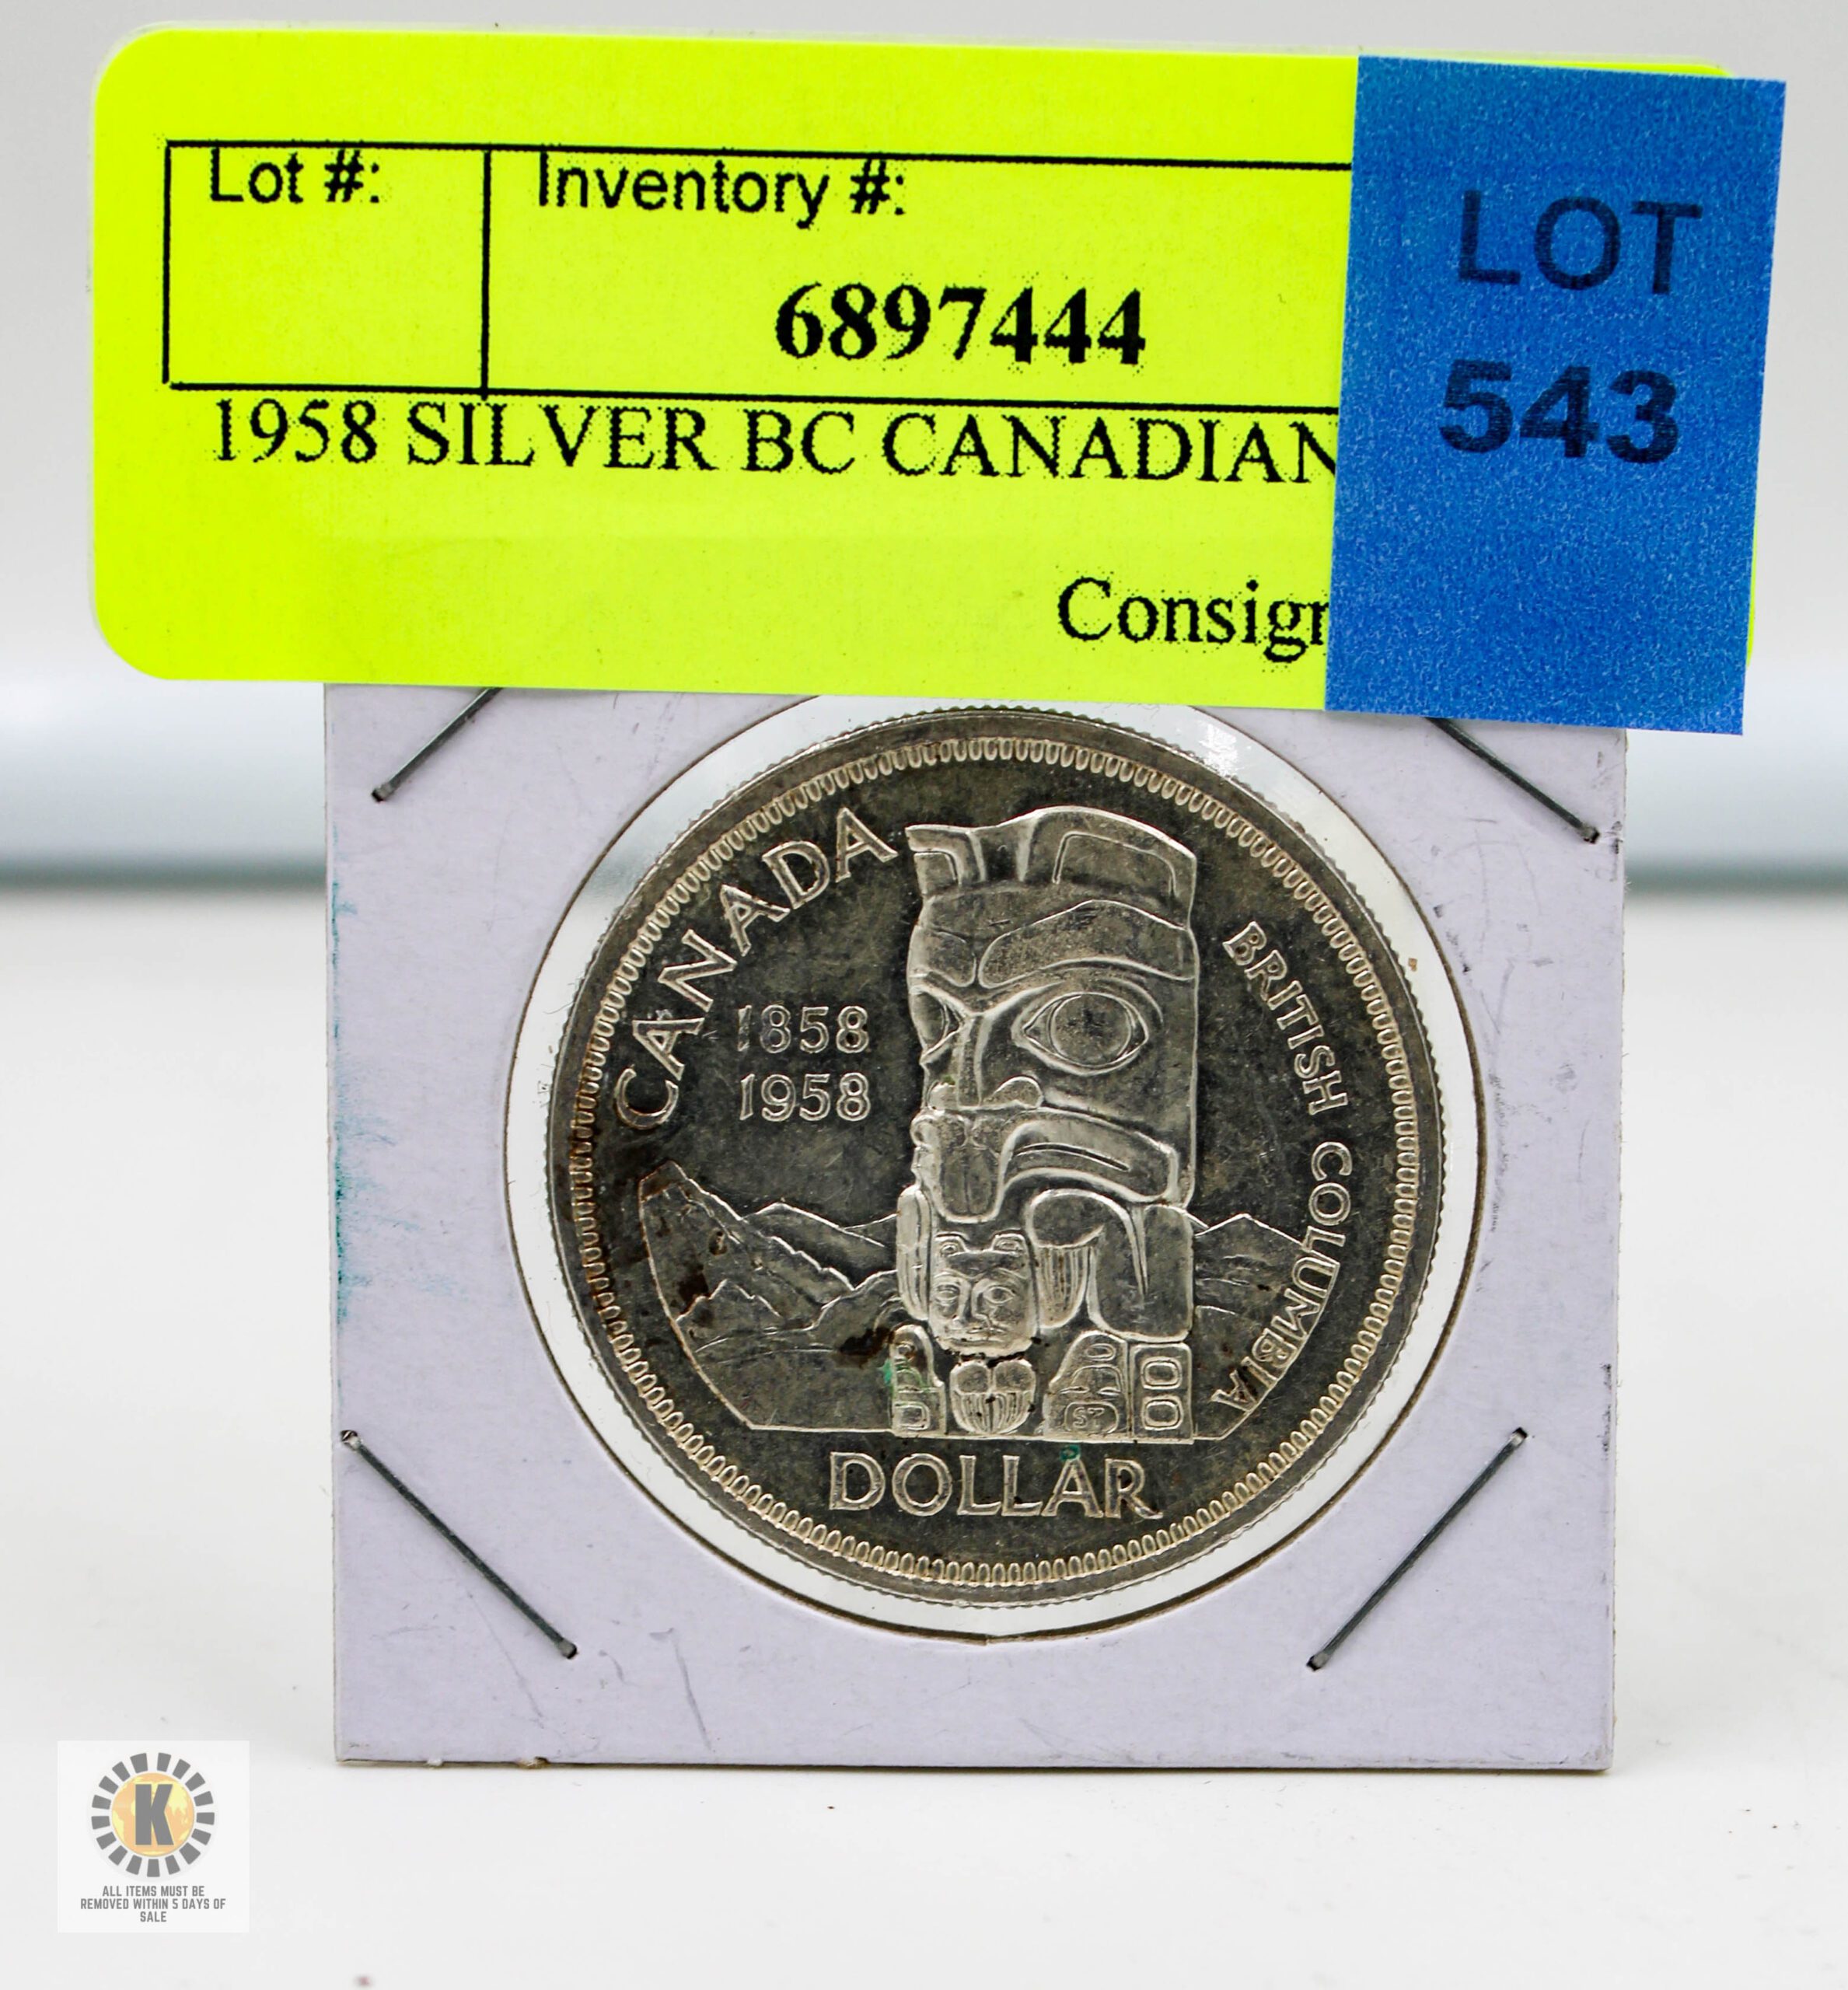 Lot #:
Inventory #:
6897444
1958 SILVER BC CANADIAN
LOT
543
CANADA
1858
1958
BRITISH COLUMBIA
DOLLAR
K
ALL ITEMS MUST BE
REMOVED WITHIN 5 DAYS OF
SALE